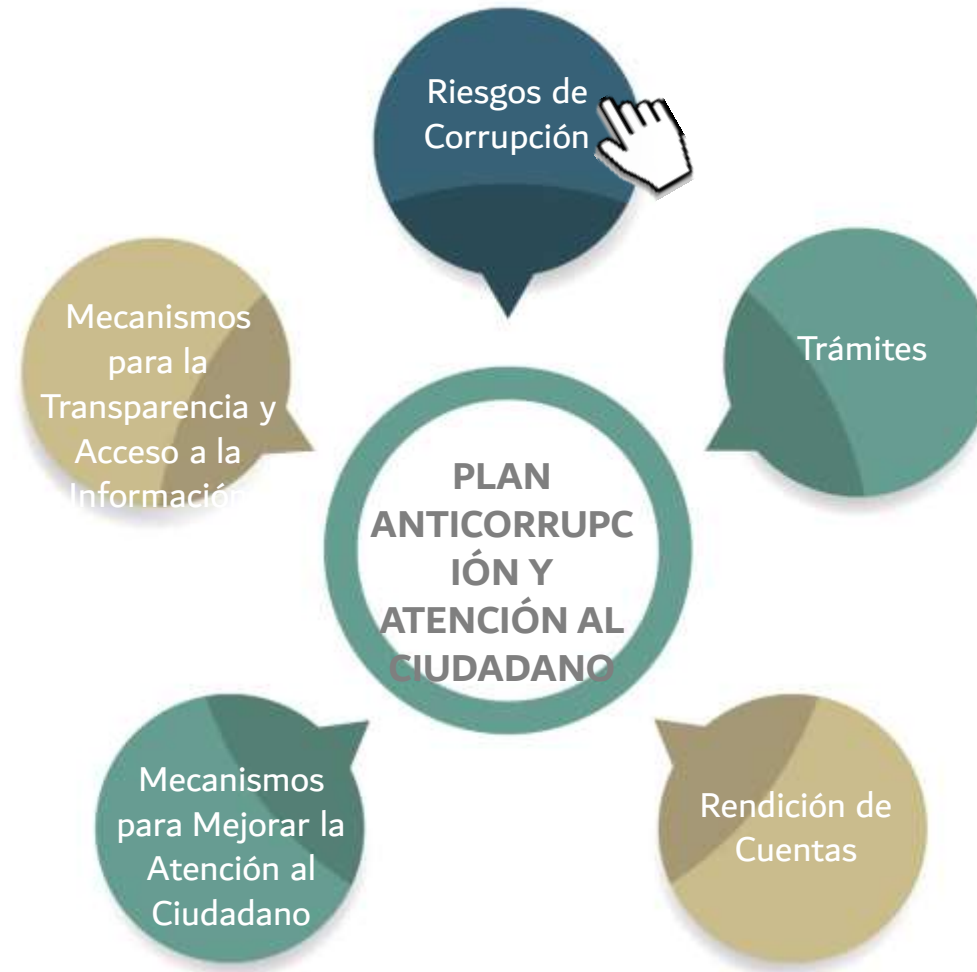 Riesgos de
Corrupción
Trámites
Mecanismos
para la
Transparencia y
Acceso a la
Información
PLAN
ANTICORRUPC
IÓN Y
ATENCIÓN AL
CIUDADANO
Mecanismos
para Mejorar la
Atención al
Ciudadano
Rendición de
Cuentas